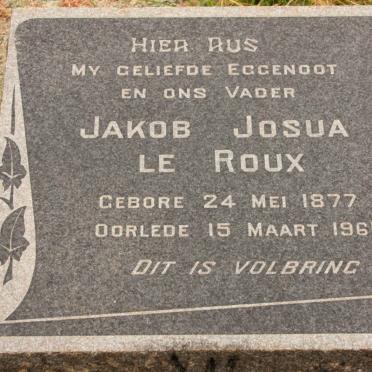 HIER RUS
MY GELIEFDE EGGENOOT
EN ONS VADER
JAKOB JOSUA
LE ROUX
GEBORE 24 MEI 1877
OORLEDE 15 MAART 196
DIT IS VOLBRING